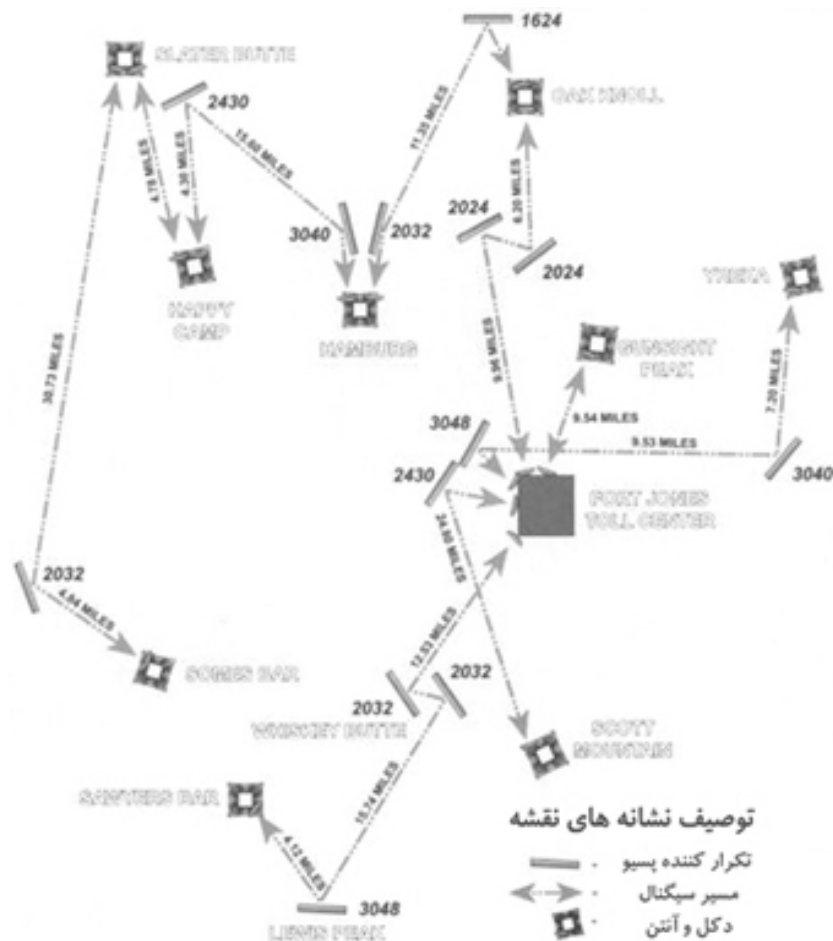 1624
SLATER BUTTE
2430
OAK KNOLL
11.35 MILES
15.60 MILES
4.78 MILES
4.30 MILES
6.20 MILES
2024
3040
2032
2024
YREKA
HAPPY
CAMP
HAMBURG
GUNSIGHT
PEAK
30.73 MILES
9.96 MILES
7.20 MILES
9.54 MILES
3048
9.53 MILES
2430
3040
FORT JONES
TOLL CENTER
24.60 MILES
2032
4.84 MILES
12.53 MILES
SOMES BAR
2032
2032
WHISKEY BUTTE
SCOTT
MOUNTAIN
SAWYERS BAR
15.74 MILES
4.12 MILES
3048
LEWIS PEAK
توصیف نشانه های نقشه
تکرار کننده پسیو -
مسیر سیگنال -
دکل و آنتن -